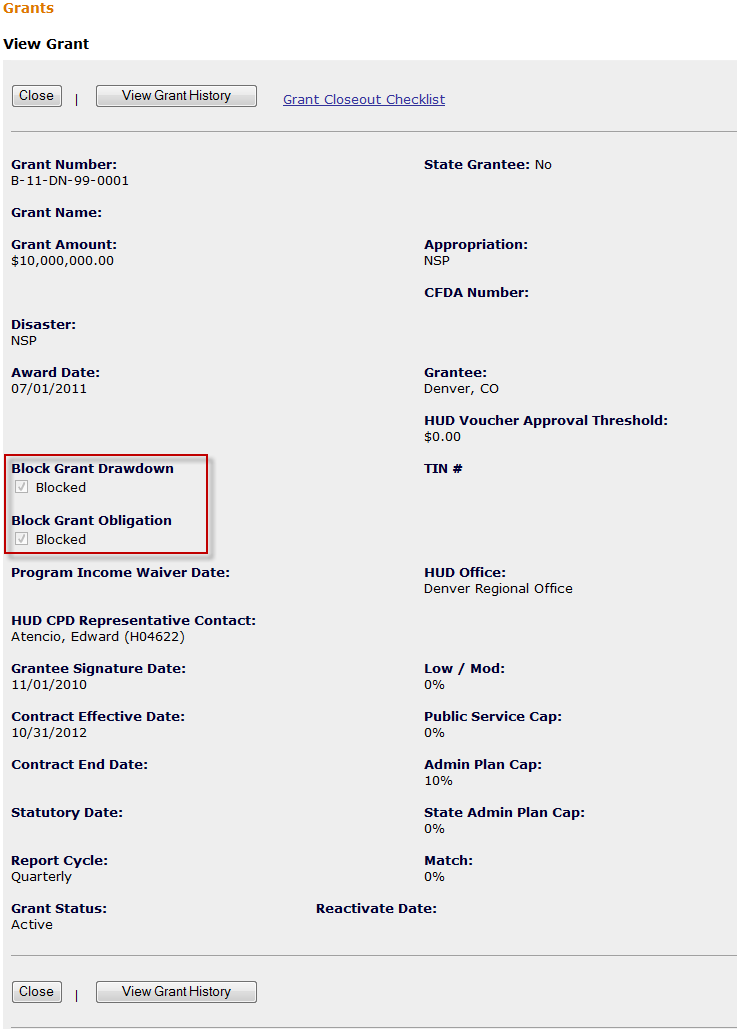 Grants
View Grant
Close | View Grant History Grant Closeout Checklist
Grant Number: State Grantee: No
B-11-DN-99-0001
Grant Name:
Grant Amount: Appropriation:
$10,000,000.00 NSP
CFDA Number:
Disaster:
NSP
Award Date: Grantee:
07/01/2011 Denver, CO
HUD Voucher Approval Threshold:
$0.00
Block Grant Drawdown TIN #
Blocked
Block Grant Obligation
Blocked
Program Income Waiver Date: HUD Office:
Denver Regional Office
HUD CPD Representative Contact:
Atencio, Edward (H04622)
Grantee Signature Date: Low / Mod:
11/01/2010 0%
Contract Effective Date: Public Service Cap:
10/31/2012 0%
Contract End Date: Admin Plan Cap:
10%
Statutory Date: State Admin Plan Cap:
0%
Report Cycle: Match:
Quarterly 0%
Grant Status: Reactivate Date:
Active
Close | View Grant History